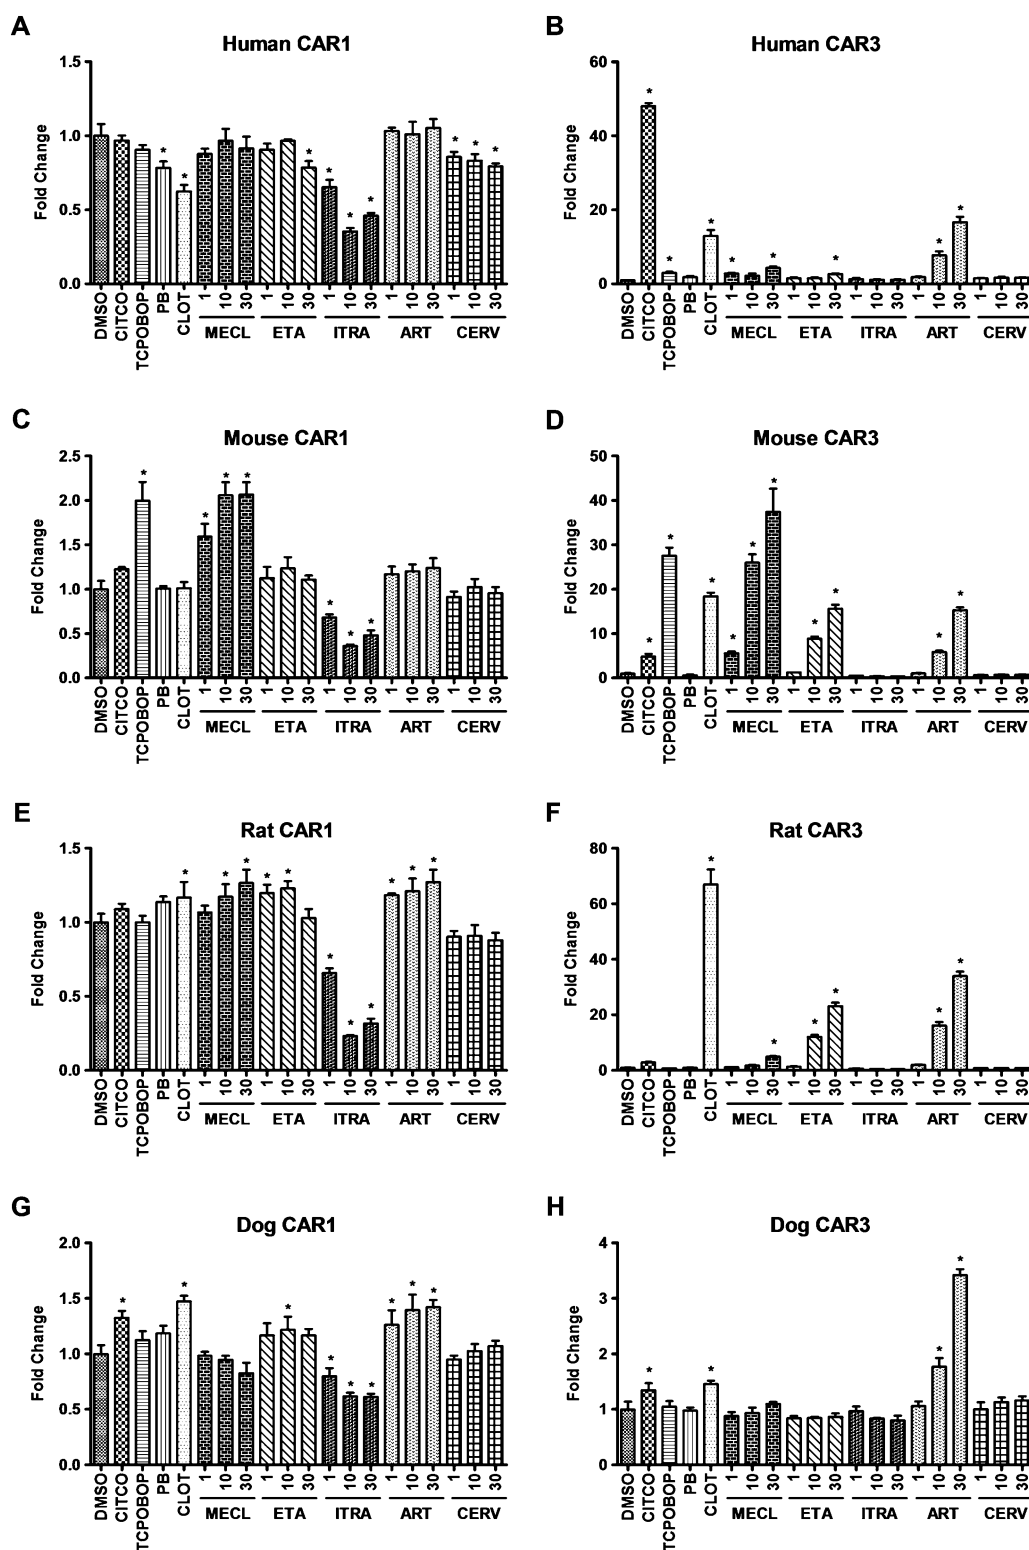 A
Human CAR1
Fold Change
1.5
1.0
0.5
0.0
DMSO CITCO TCPOBOP PB CLOT 1 10 30 1 10 30 1 10 30 1 10 30 1 10 30
MECL ETA ITRA ART CERV
B
Human CAR3
Fold Change
60
40
20
0
DMSO CITCO TCPOBOP PB CLOT 1 10 30 1 10 30 1 10 30 1 10 30 1 10 30
MECL ETA ITRA ART CERV
C
Mouse CAR1
Fold Change
2.5
2.0
1.5
1.0
0.5
0.0
DMSO CITCO TCPOBOP PB CLOT 1 10 30 1 10 30 1 10 30 1 10 30 1 10 30
MECL ETA ITRA ART CERV
D
Mouse CAR3
Fold Change
50
40
30
20
10
0
DMSO CITCO TCPOBOP PB CLOT 1 10 30 1 10 30 1 10 30 1 10 30 1 10 30
MECL ETA ITRA ART CERV
E
Rat CAR1
Fold Change
1.5
1.0
0.5
0.0
DMSO CITCO TCPOBOP PB CLOT 1 10 30 1 10 30 1 10 30 1 10 30 1 10 30
MECL ETA ITRA ART CERV
F
Rat CAR3
Fold Change
80
60
40
20
0
DMSO CITCO TCPOBOP PB CLOT 1 10 30 1 10 30 1 10 30 1 10 30 1 10 30
MECL ETA ITRA ART CERV
G
Dog CAR1
Fold Change
2.0
1.5
1.0
0.5
0.0
DMSO CITCO TCPOBOP PB CLOT 1 10 30 1 10 30 1 10 30 1 10 30 1 10 30
MECL ETA ITRA ART CERV
H
Dog CAR3
Fold Change
4
3
2
1
0
DMSO CITCO TCPOBOP PB CLOT 1 10 30 1 10 30 1 10 30 1 10 30 1 10 30
MECL ETA ITRA ART CERV